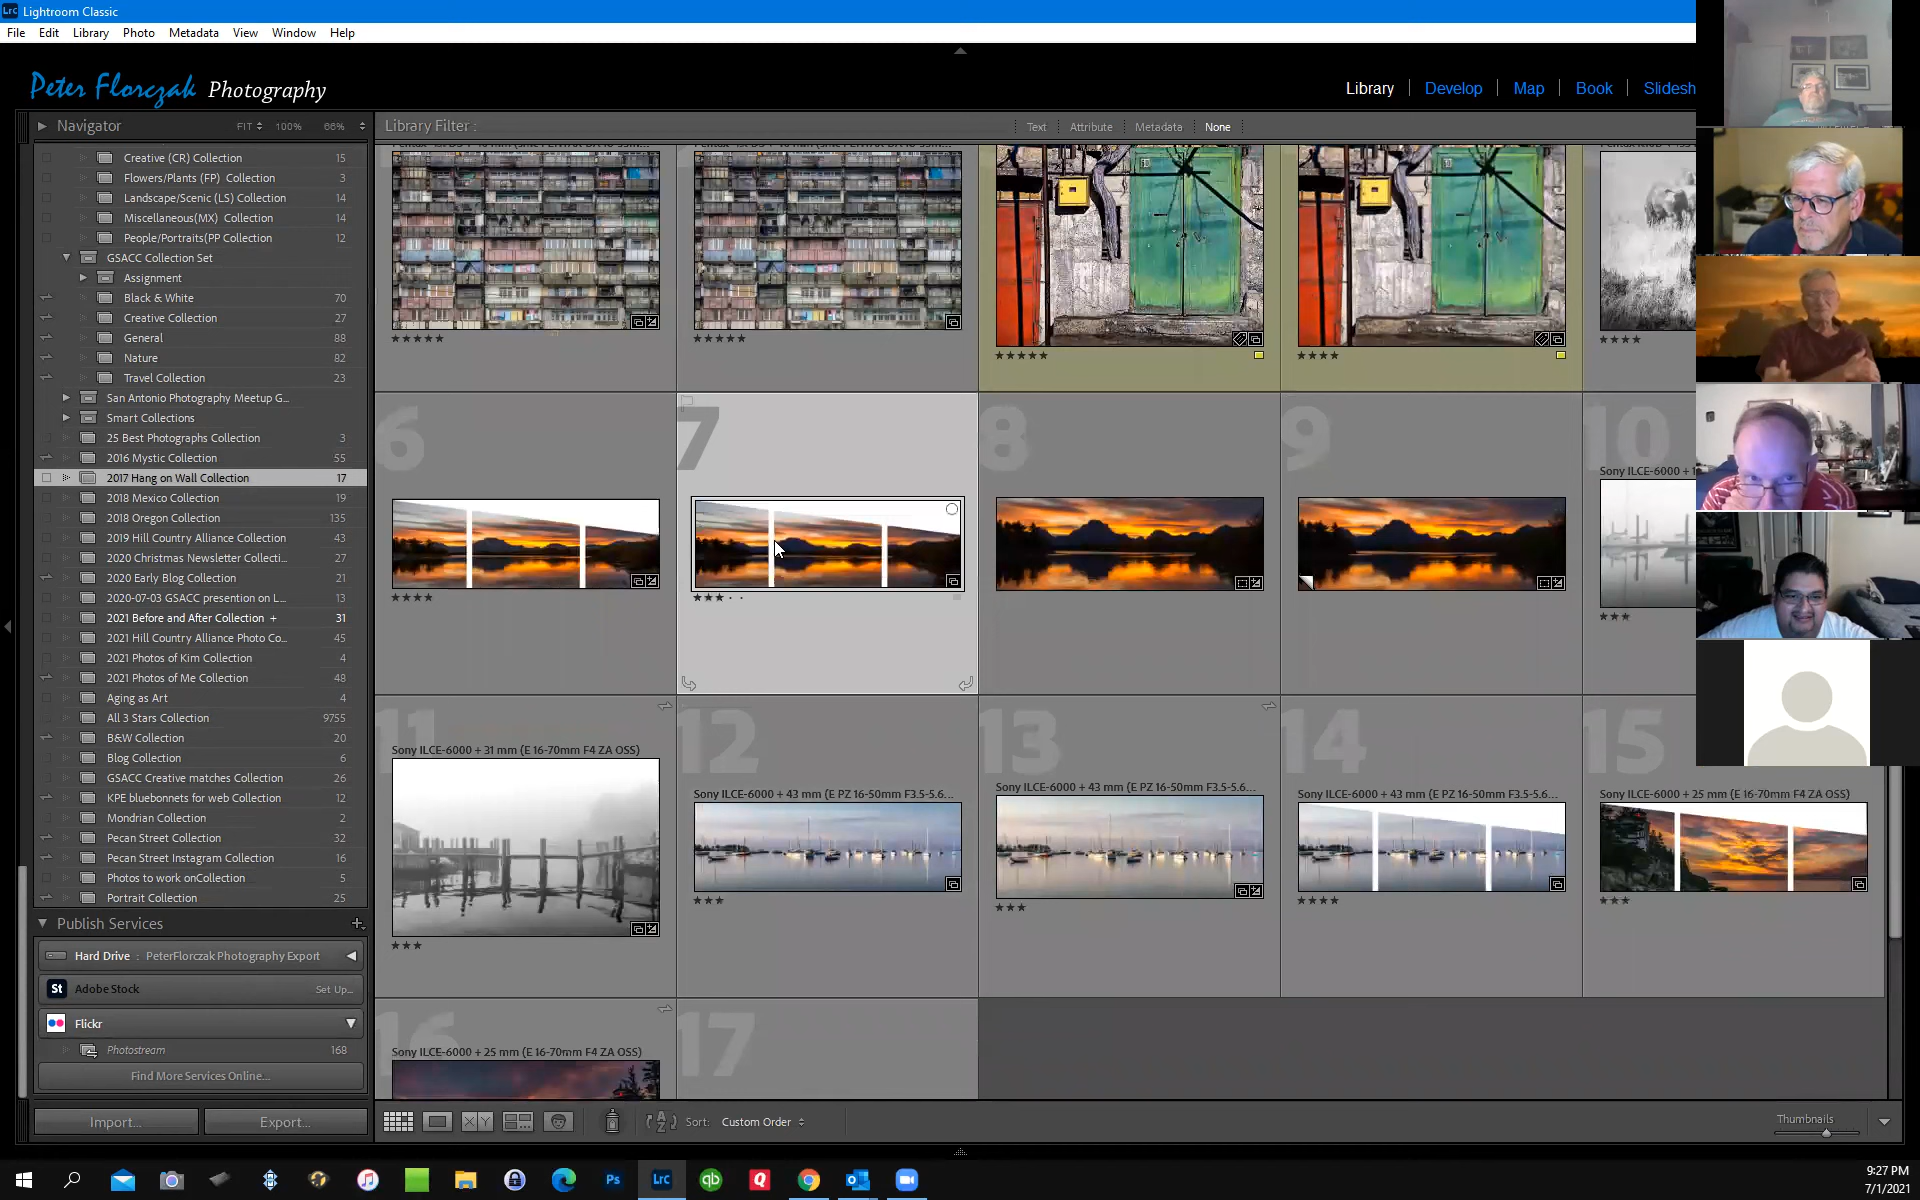 Lrc Lightroom Classic
File Edit Library Photo Metadata View Window Help
Peter Florczak Photography
Library Develop Map Book Slidesh
Navigator FIT 100% 66%
Library Filter : Text Attribute Metadata None
Creative (CR) Collection 15
Flowers/Plants (FP) Collection 3
Landscape/Scenic (LS) Collection 14
Miscellaneous(MX) Collection 14
People/Portraits(PP Collection 12
GSACC Collection Set
Assignment
Black & White 70
Creative Collection 27
General 88
Nature 82
Travel Collection 23
San Antonio Photography Meetup G...
Smart Collections
25 Best Photographs Collection 3
2016 Mystic Collection 55
2017 Hang on Wall Collection 17
2018 Mexico Collection 19
2018 Oregon Collection 135
2019 Hill Country Alliance Collection 43
2020 Christmas Newsletter Collecti... 27
2020 Early Blog Collection 21
2020-07-03 GSACC presention on L... 13
2021 Before and After Collection + 31
2021 Hill Country Alliance Photo Co... 45
2021 Photos of Kim Collection 4
2021 Photos of Me Collection 48
Aging as Art 4
All 3 Stars Collection 9755
B&W Collection 20
Blog Collection 6
GSACC Creative matches Collection 26
KPE bluebonnets for web Collection 12
Mondrian Collection 2
Pecan Street Collection 32
Pecan Street Instagram Collection 16
Photos to work onCollection 5
Portrait Collection 25
Publish Services +
Hard Drive : PeterFlorczak Photography Export
St Adobe Stock Set Up...
Flickr
Photostream 168
Find More Services Online...
Import... Export...
6 7 8 9 10
Sony ILCE-6000 + 1
11 12 13 14 15
Sony ILCE-6000 + 31 mm (E 16-70mm F4 ZA OSS)
Sony ILCE-6000 + 43 mm (E PZ 16-50mm F3.5-5.6...
Sony ILCE-6000 + 43 mm (E PZ 16-50mm F3.5-5.6...
Sony ILCE-6000 + 43 mm (E PZ 16-50mm F3.5-5.6...
Sony ILCE-6000 + 25 mm (E 16-70mm F4 ZA OSS)
16 17
Sony ILCE-6000 + 25 mm (E 16-70mm F4 ZA OSS)
X Y
Sort: Custom Order
Thumbnails
Ps Lrc qb Q
9:27 PM
7/1/2021